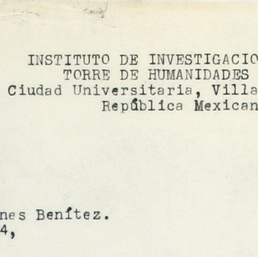 INSTITUTO DE INVESTIGACIO
TORRE DE HUMANIDADES
Ciudad Universitaria, Villa
República Mexican
nes Benítez.
4,